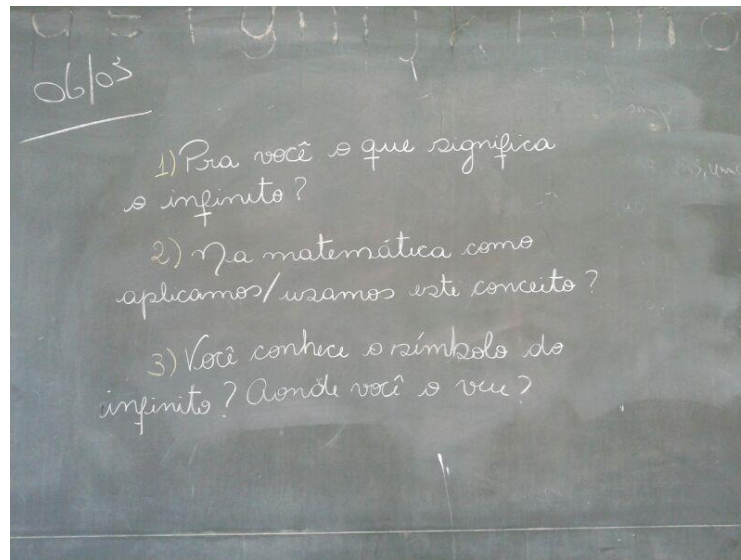 06/03
1) Pra você o que significa
o infinito?
2) Na matemática como
aplicamos/usamos este conceito?
3) Você conhece o símbolo do
infinito? Aonde você o viu?